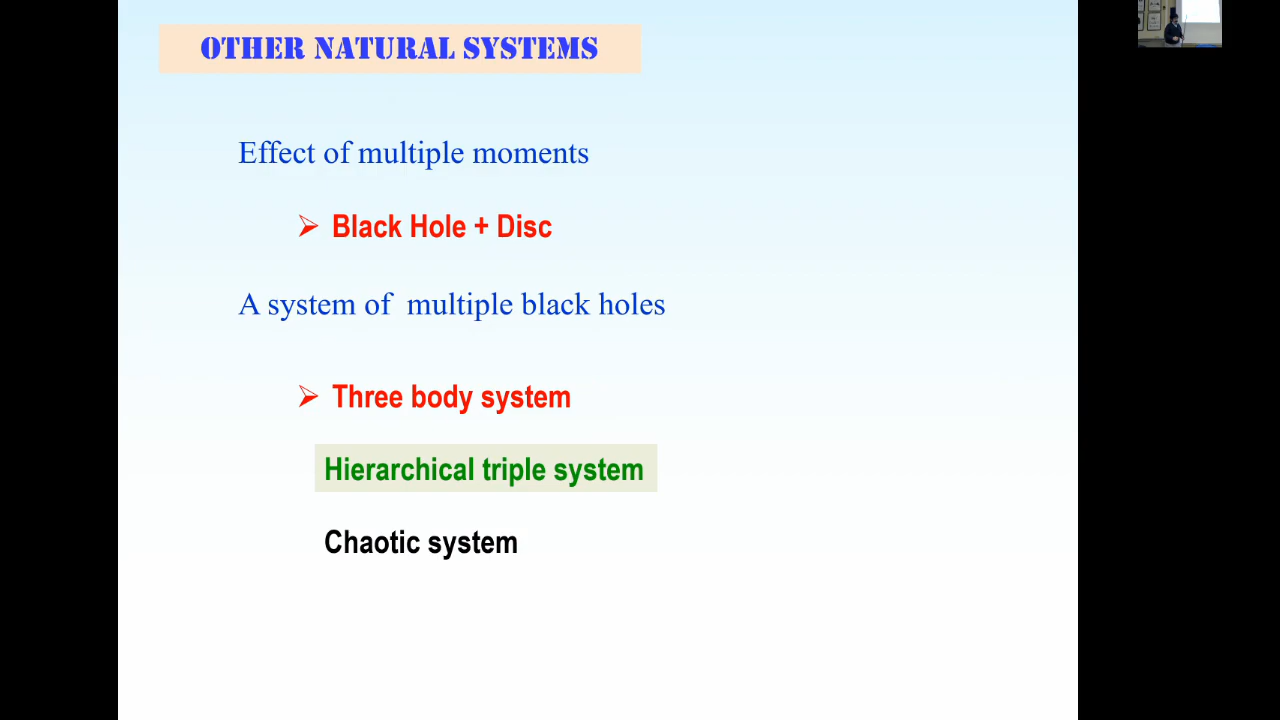 OTHER NATURAL SYSTEMS
Effect of multiple moments
Black Hole + Disc
A system of multiple black holes
Three body system
Hierarchical triple system
Chaotic system